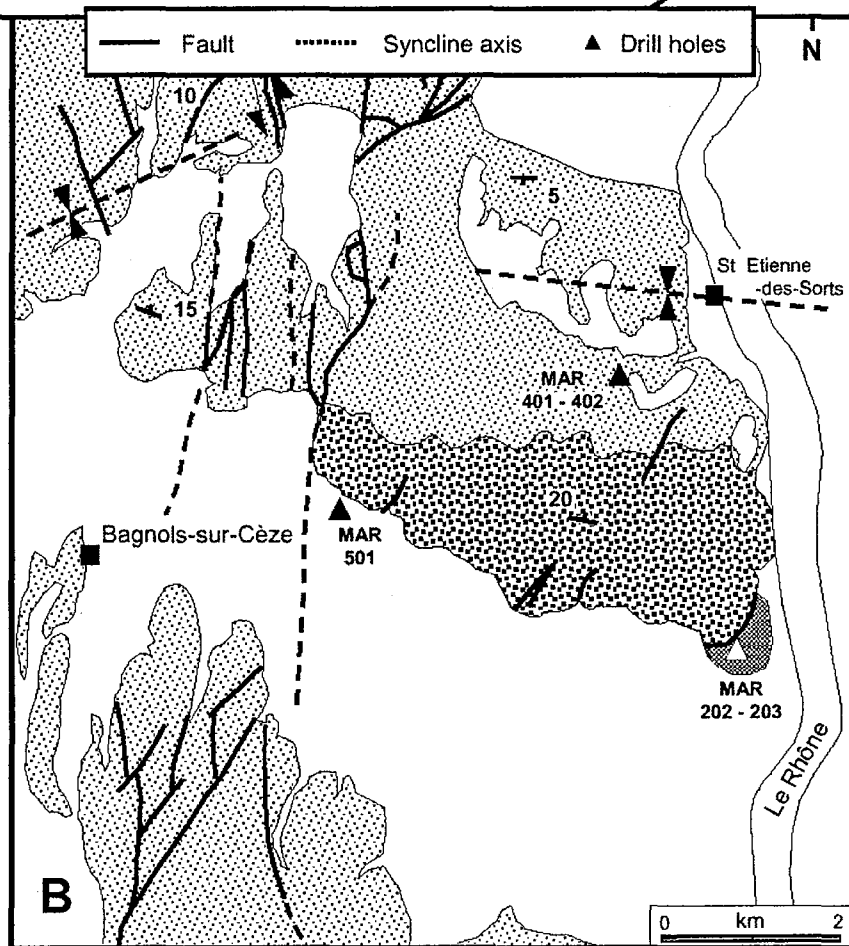 Fault Syncline axis Drill holes
N
10
5
St Etienne
-des-Sorts
15
MAR
401 - 402
20
Bagnols-sur-Cèze
MAR
501
MAR
202 - 203
Le Rhône
B
0 km 2